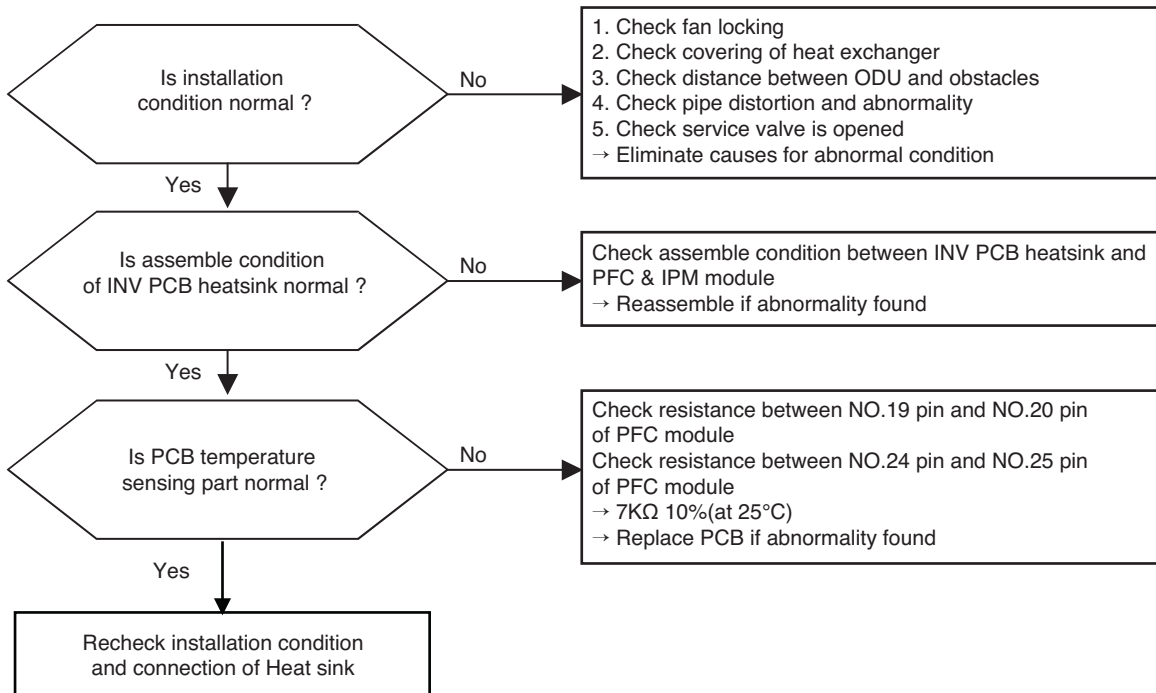 Is installation
condition normal ?
No
1. Check fan locking
2. Check covering of heat exchanger
3. Check distance between ODU and obstacles
4. Check pipe distortion and abnormality
5. Check service valve is opened
→ Eliminate causes for abnormal condition
Yes
Is assemble condition
of INV PCB heatsink normal ?
No
Check assemble condition between INV PCB heatsink and
PFC & IPM module
→ Reassemble if abnormality found
Yes
Is PCB temperature
sensing part normal ?
No
Check resistance between NO.19 pin and NO.20 pin
of PFC module
Check resistance between NO.24 pin and NO.25 pin
of PFC module
→ 7KΩ 10%(at 25°C)
→ Replace PCB if abnormality found
Yes
Recheck installation condition
and connection of Heat sink